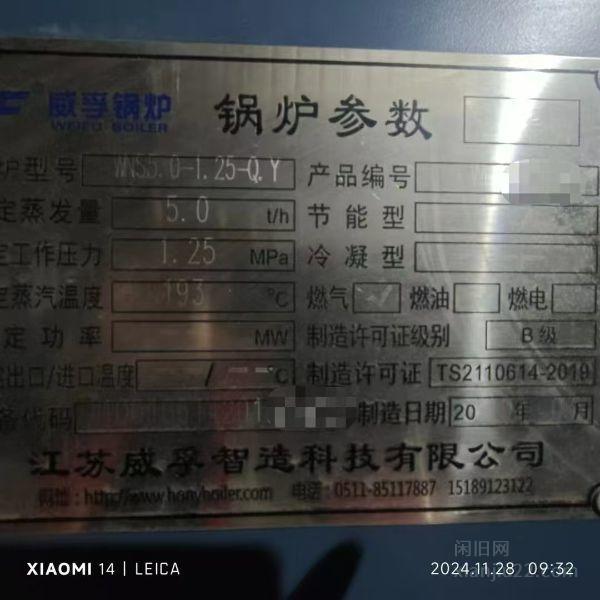 威孚锅炉 锅炉参数
WEIFU BOILER
炉型号 WNS5.0-1.25-Q.Y 产品编号
定蒸发量 5.0 t/h 节能型
定工作压力 1.25 MPa 冷凝型
定蒸汽温度 193 ℃ 燃气 ✓ 燃油 燃电
定功率 MW 制造许可证级别 B级
出口/进口温度 / ℃ 制造许可证 TS2110614-2019
备代码 制造日期 20 年 月
江苏威孚智造科技有限公司
网址:http://www.honyboiler.com 电话:0511-85117887 15189123122
闲旧网
xianjiu22.com
XIAOMI 14 | LEICA 2024.11.28 09:32